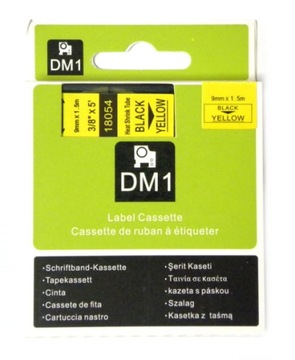 DM1
9mm x 1.5m
3/8" X 5'
18054
Heat Shrink Tube
BLACK
YELLOW
9mm x 1.5m
BLACK
YELLOW
DM1
Label Cassette
Cassette de ruban à étiqueter
•Schriftband-Kassette
•Tapekassett
•Cinta
•Cassette de fita
•Cartuccia nastro
•Şerit Kaseti
•Ταινία σε κασέτα
•kazeta s páskou
•Szalag
•Kasetka z taśmą